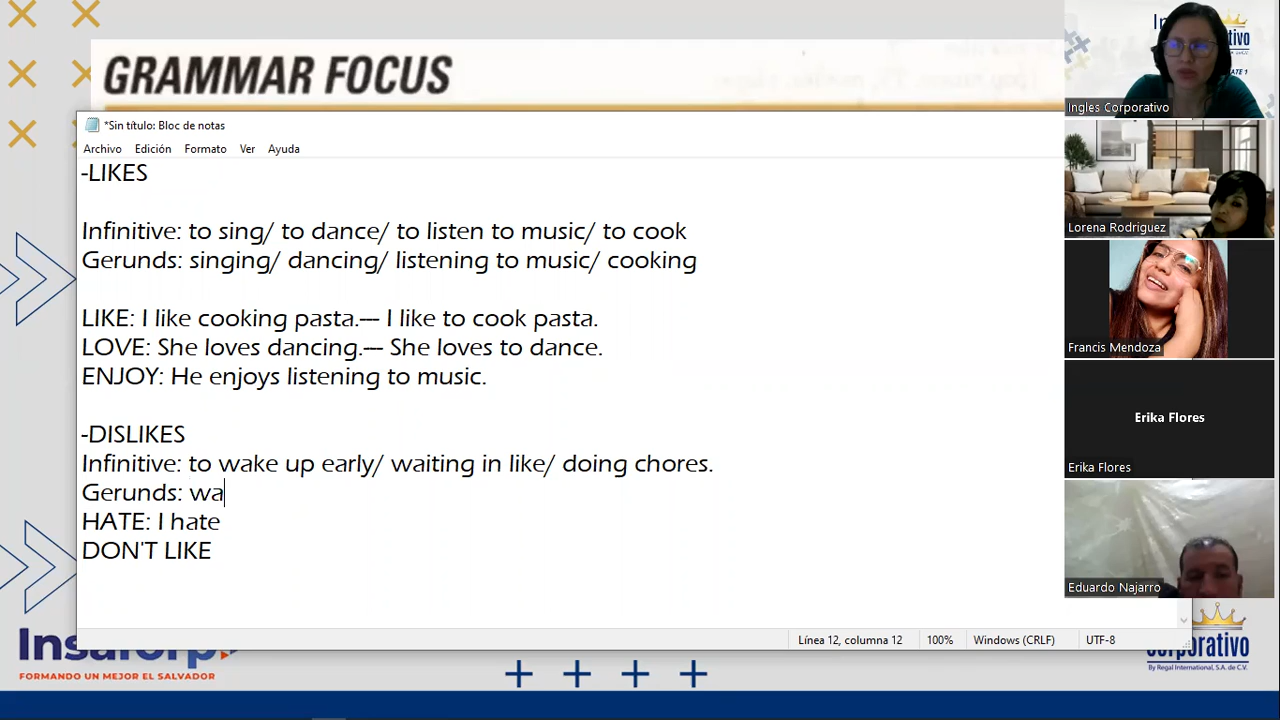 GRAMMAR FOCUS
*Sin título: Bloc de notas
Archivo Edición Formato Ver Ayuda
-LIKES
Infinitive: to sing/ to dance/ to listen to music/ to cook
Gerunds: singing/ dancing/ listening to music/ cooking
LIKE: I like cooking pasta.--- I like to cook pasta.
LOVE: She loves dancing.--- She loves to dance.
ENJOY: He enjoys listening to music.
-DISLIKES
Infinitive: to wake up early/ waiting in like/ doing chores.
Gerunds: wa
HATE: I hate
DON'T LIKE
Línea 12, columna 12 100% Windows (CRLF) UTF-8
FORMANDO UN MEJOR EL SALVADOR
By Regal International, S.A. de C.V.
Ingles Corporativo
Lorena Rodriguez
Francis Mendoza
Erika Flores
Erika Flores
Eduardo Najarro